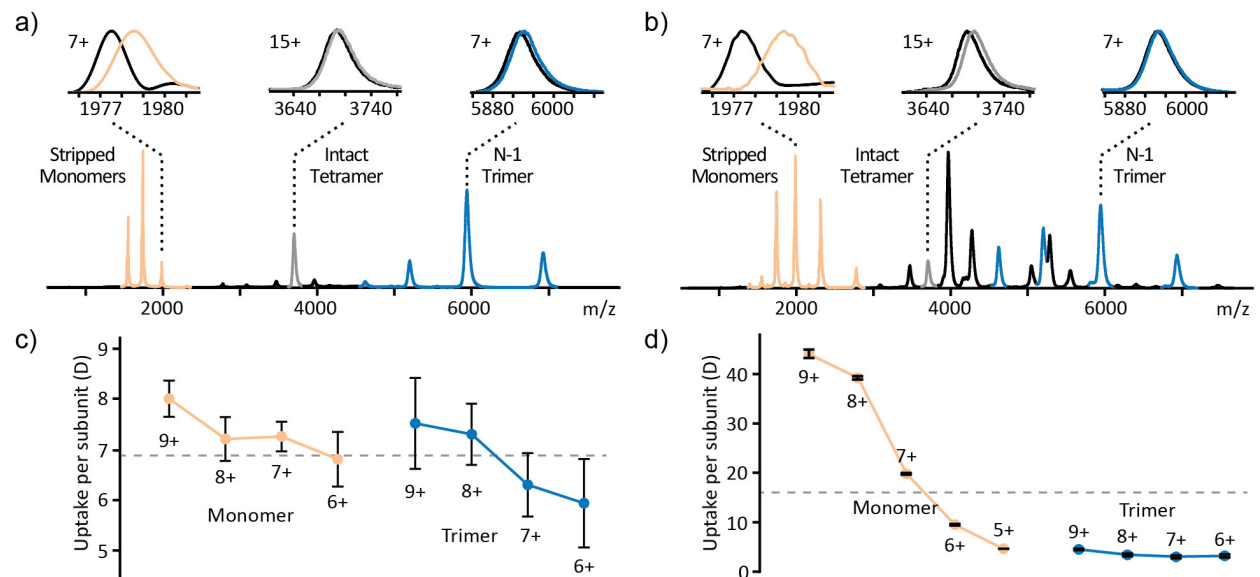 a)
7+
15+
7+
1977 1980
3640 3740
5880 6000
Stripped
Monomers
Intact
Tetramer
N-1
Trimer
2000 4000 6000 m/z
b)
7+
15+
7+
1977 1980
3640 3740
5880 6000
Stripped
Monomers
Intact
Tetramer
N-1
Trimer
2000 4000 6000 m/z
c)
Uptake per subunit (D)
9
8
7
6
5
9+
8+
7+
6+
Monomer
9+
8+
7+
6+
Trimer
d)
Uptake per subunit (D)
40
30
20
10
0
9+
8+
7+
6+
5+
Monomer
Trimer
9+
8+
7+
6+